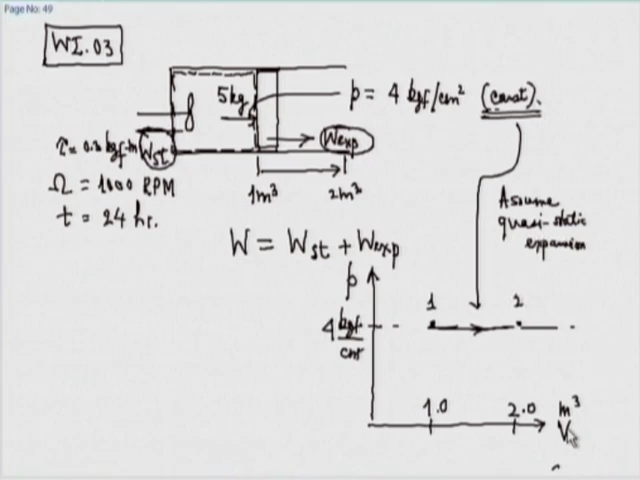 Page No: 49
WI.03
5kg
p = 4 kgf/cm² (const).
τ = 0.3 kgf-m
Wst
Wexp
Ω = 1000 RPM
1m³
2m³
t = 24 hr.
Assume
quasi-static
expansion
W = Wst + Wexp
p
1
2
4 kgf
cm²
1.0
2.0
m³
V